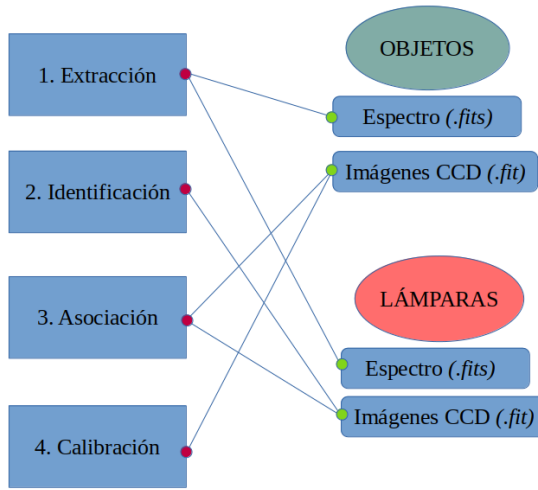 1. Extracción
2. Identificación
3. Asociación
4. Calibración
OBJETOS
Espectro (.fits)
Imágenes CCD (.fit)
LÁMPARAS
Espectro (.fits)
Imágenes CCD (.fit)